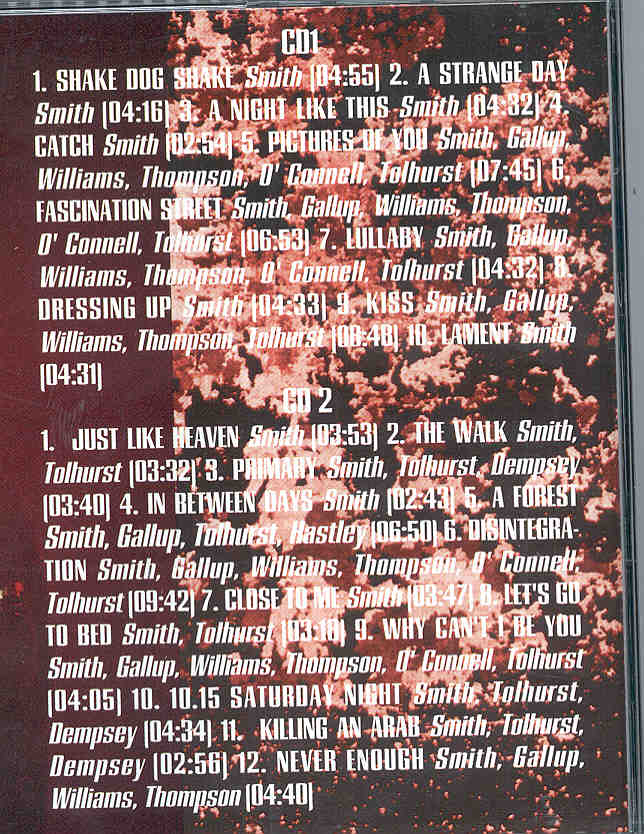 CD1
1. SHAKE DOG SHAKE Smith [04:55] 2. A STRANGE DAY
Smith [04:16] 3. A NIGHT LIKE THIS Smith [04:32] 4.
CATCH Smith [02:54] 5. PICTURES OF YOU Smith, Gallup,
Williams, Thompson, O' Connell, Tolhurst [07:45] 6.
FASCINATION STREET Smith, Gallup, Williams, Thompson,
O' Connell, Tolhurst [06:53] 7. LULLABY Smith, Gallup,
Williams, Thompson, O' Connell, Tolhurst [04:32] 8.
DRESSING UP Smith [04:33] 9. KISS Smith, Gallup,
Williams, Thompson, Tolhurst [08:48] 10. LAMENT Smith
[04:31]
CD 2
1. JUST LIKE HEAVEN Smith [03:53] 2. THE WALK Smith,
Tolhurst [03:32] 3. PRIMARY Smith, Tolhurst, Dempsey
[03:40] 4. IN BETWEEN DAYS Smith [02:43] 5. A FOREST
Smith, Gallup, Tolhurst, Hastley [06:50] 6. DISINTEGRA-
TION Smith, Gallup, Williams, Thompson, O' Connell,
Tolhurst [09:42] 7. CLOSE TO ME Smith [03:47] 8. LET'S GO
TO BED Smith, Tolhurst [03:18] 9. WHY CAN'T I BE YOU
Smith, Gallup, Williams, Thompson, O' Connell, Tolhurst
[04:05] 10. 10.15 SATURDAY NIGHT Smith, Tolhurst,
Dempsey [04:34] 11. KILLING AN ARAB Smith, Tolhurst,
Dempsey [02:56] 12. NEVER ENOUGH Smith, Gallup,
Williams, Thompson [04:40]